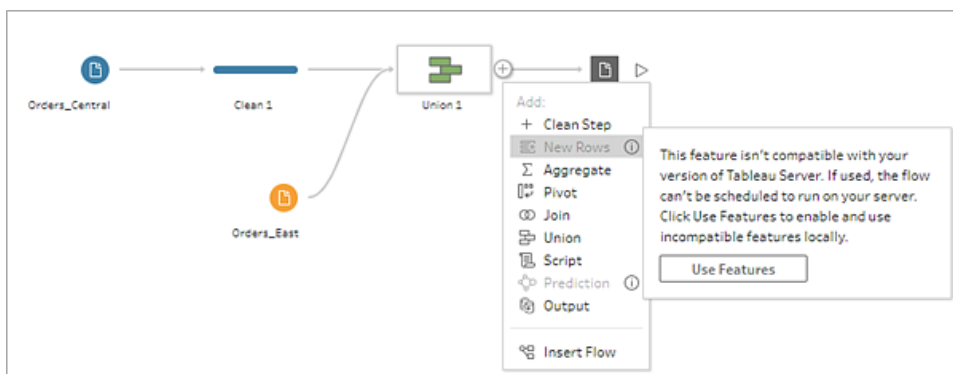 Orders_Central
Clean 1
Union 1
Orders_East
Add:
Clean Step
New Rows
Aggregate
Pivot
Join
Union
Script
Prediction
Output
Insert Flow
This feature isn't compatible with your
version of Tableau Server. If used, the flow
can't be scheduled to run on your server.
Click Use Features to enable and use
incompatible features locally.
Use Features